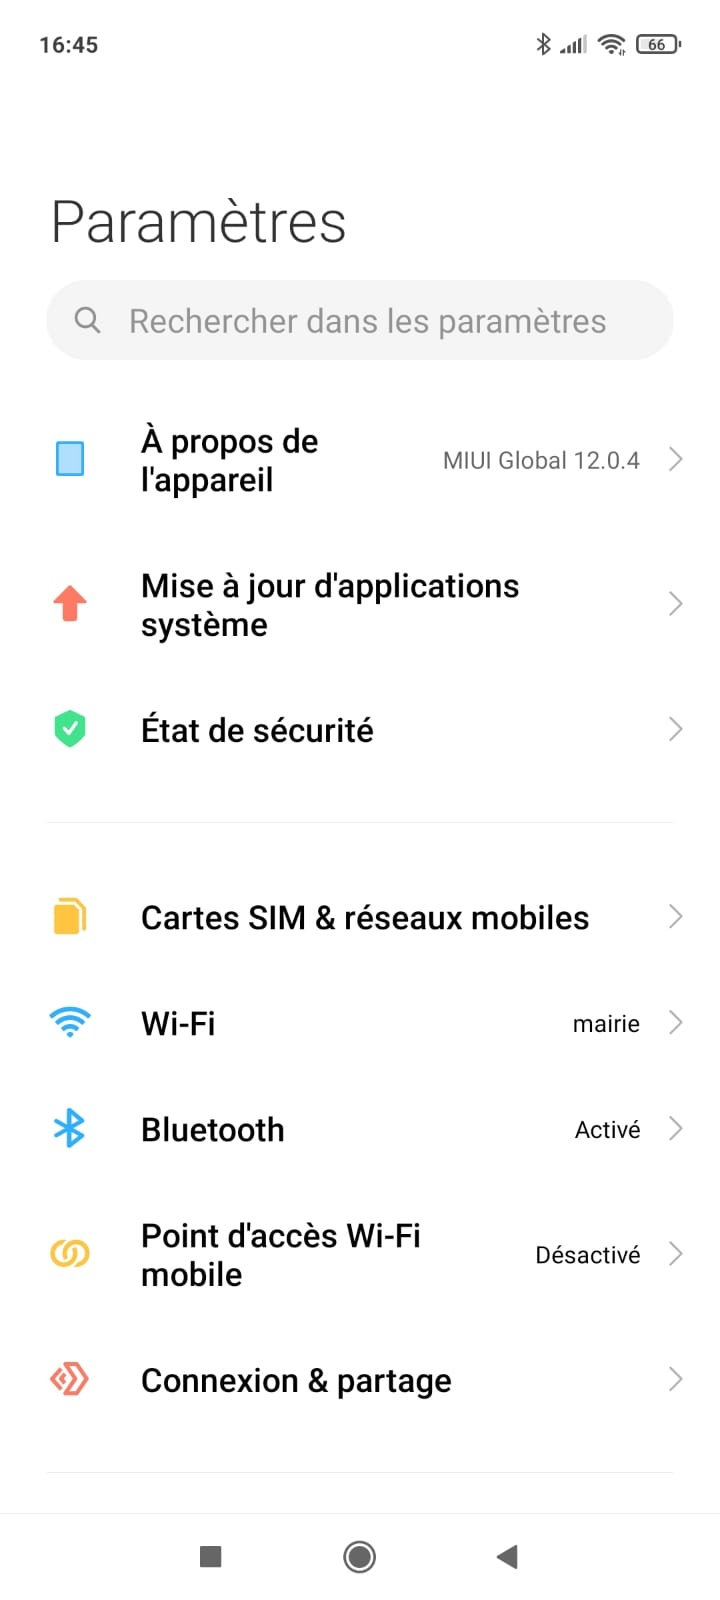 16:45
66
Paramètres
Rechercher dans les paramètres
À propos de
l'appareil
MIUI Global 12.0.4
Mise à jour d'applications
système
État de sécurité
Cartes SIM & réseaux mobiles
Wi-Fi
mairie
Bluetooth
Activé
Point d'accès Wi-Fi
mobile
Désactivé
Connexion & partage